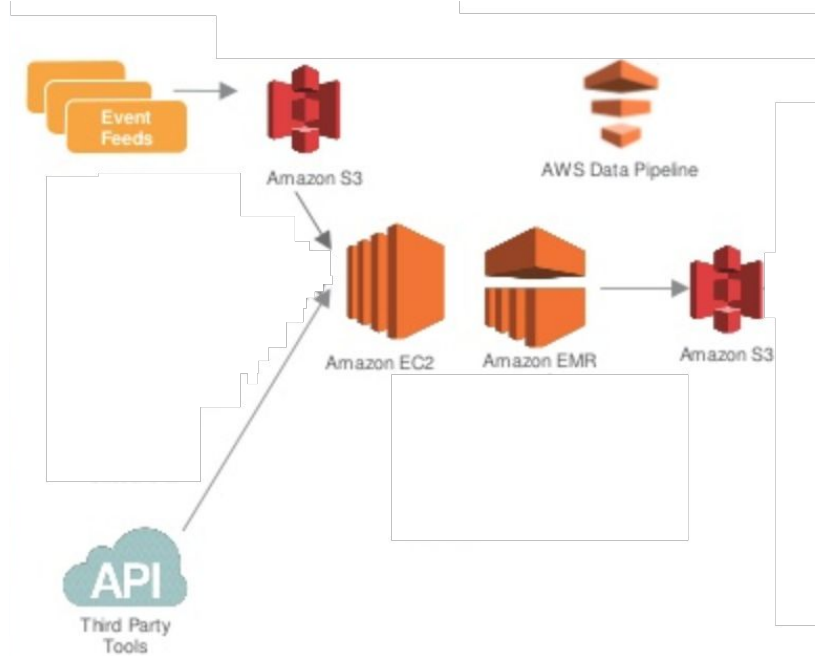 Event
Feeds
Amazon S3
AWS Data Pipeline
Amazon EC2
Amazon EMR
Amazon S3
API
Third Party
Tools